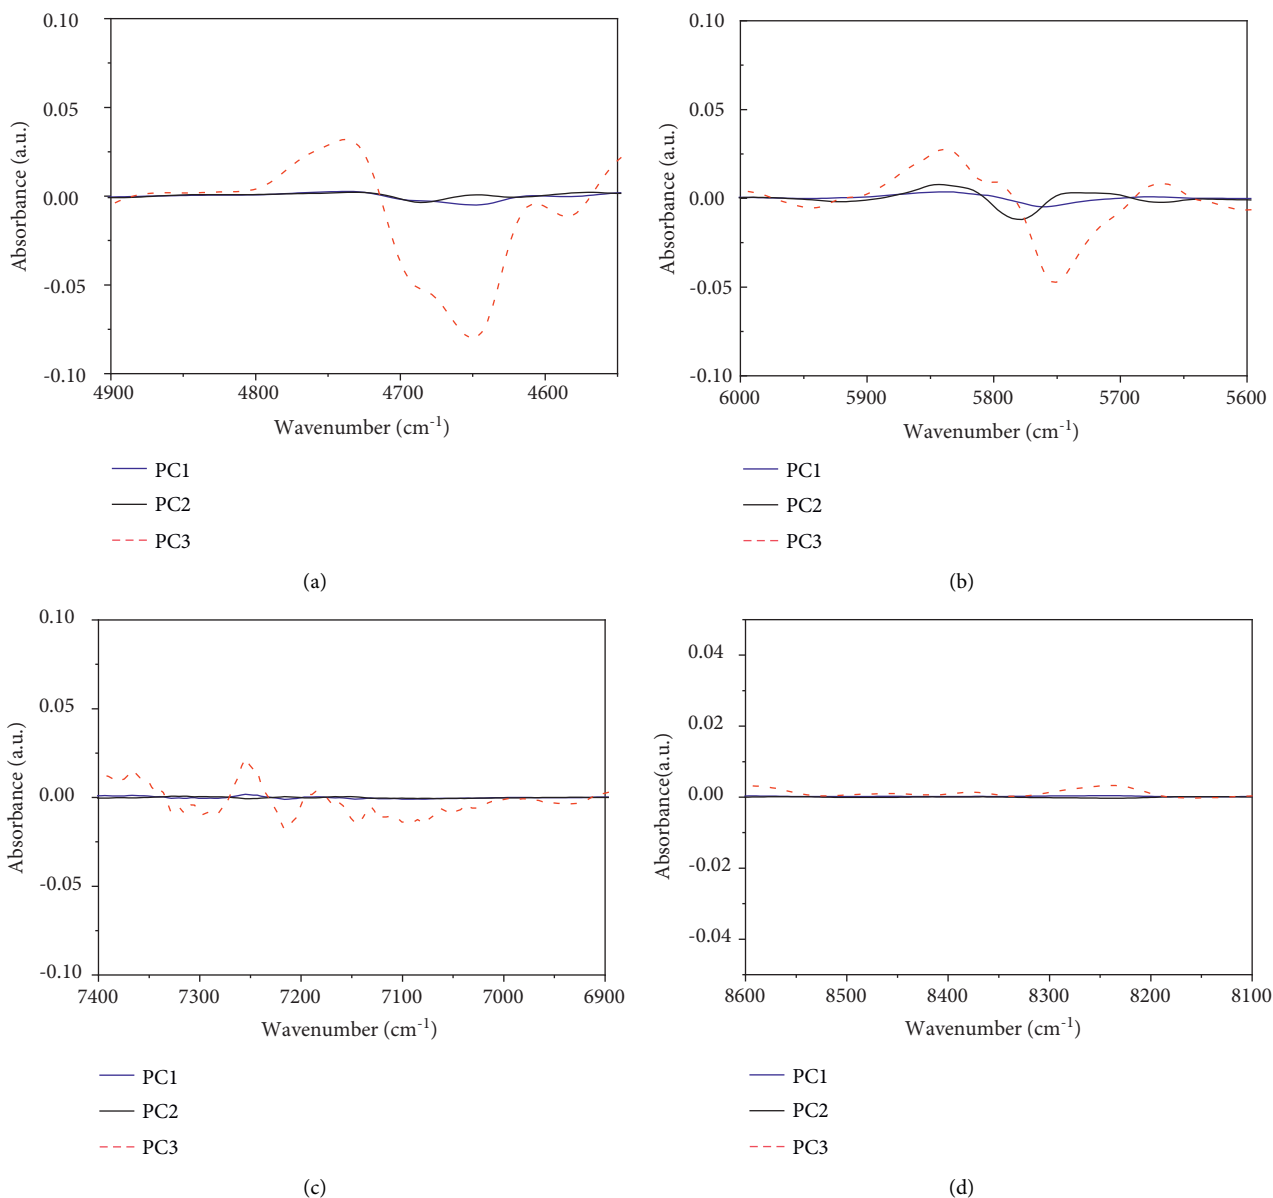 0.10
0.05
0.00
-0.05
-0.10
Absorbance (a.u.)
4900
4800
4700
4600
Wavenumber (cm-1)
PC1
PC2
PC3
(a)
0.10
0.05
0.00
-0.05
-0.10
Absorbance (a.u.)
6000
5900
5800
5700
5600
Wavenumber (cm-1)
PC1
PC2
PC3
(b)
0.10
0.05
0.00
-0.05
-0.10
Absorbance (a.u.)
7400
7300
7200
7100
7000
6900
Wavenumber (cm-1)
PC1
PC2
PC3
(c)
0.04
0.02
0.00
-0.02
-0.04
Absorbance(a.u.)
8600
8500
8400
8300
8200
8100
Wavenumber (cm-1)
PC1
PC2
PC3
(d)